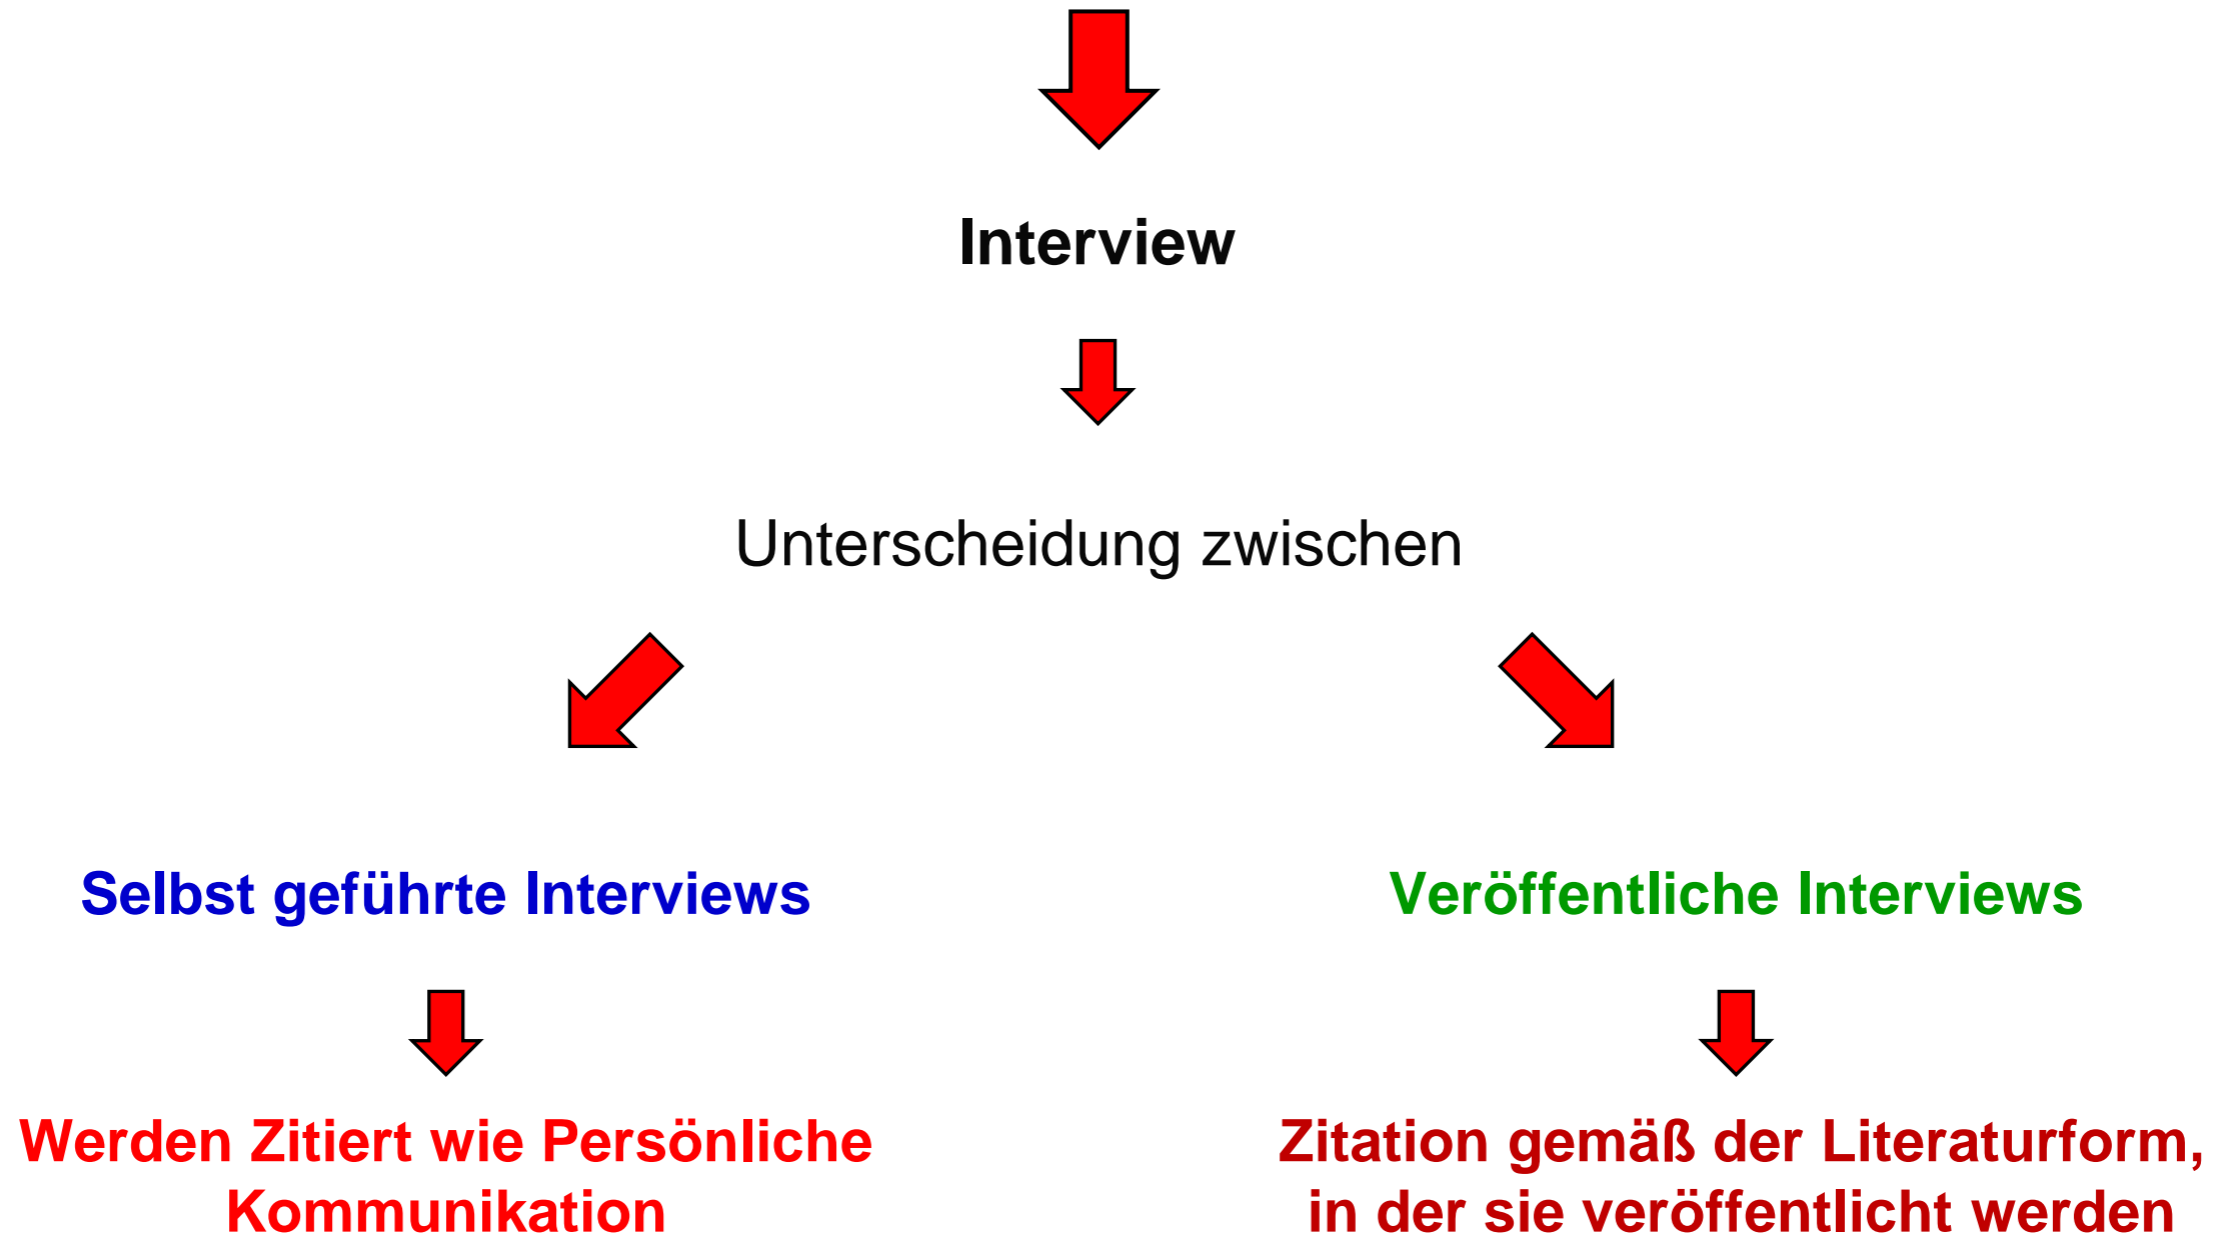 Interview
Unterscheidung zwischen
Selbst geführte Interviews
Veröffentliche Interviews
Werden Zitiert wie Persönliche
Kommunikation
Zitation gemäß der Literaturform,
in der sie veröffentlicht werden